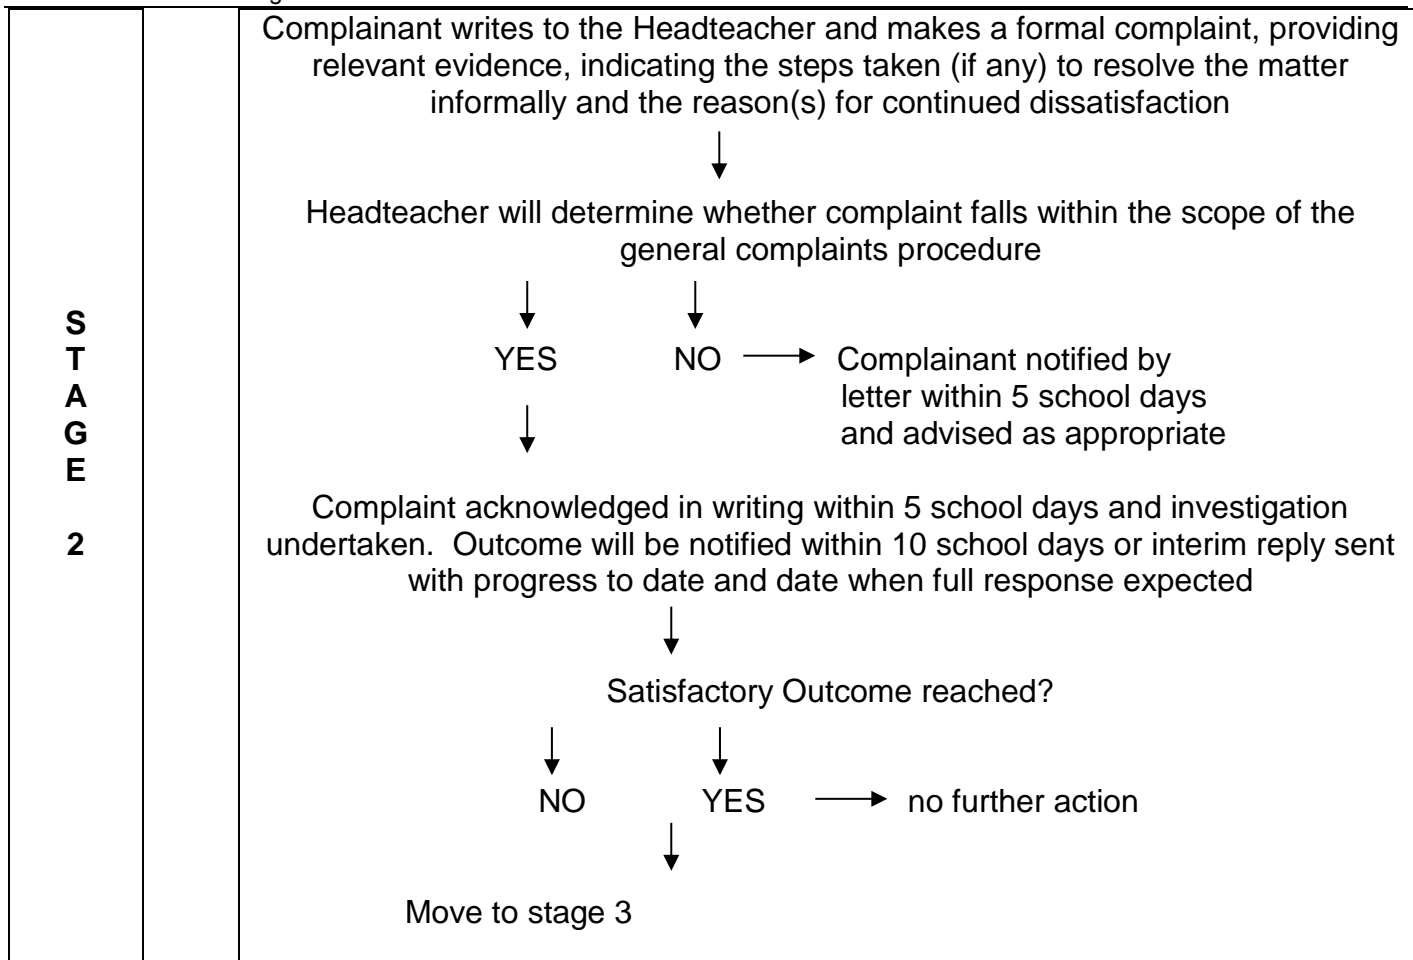 Complainant writes to the Headteacher and makes a formal complaint, providing
relevant evidence, indicating the steps taken (if any) to resolve the matter
informally and the reason(s) for continued dissatisfaction
Headteacher will determine whether complaint falls within the scope of the
general complaints procedure
S
T
A
G
E
2
YES NO Complainant notified by
letter within 5 school days
and advised as appropriate
Complaint acknowledged in writing within 5 school days and investigation
undertaken. Outcome will be notified within 10 school days or interim reply sent
with progress to date and date when full response expected
Satisfactory Outcome reached?
NO YES no further action
Move to stage 3